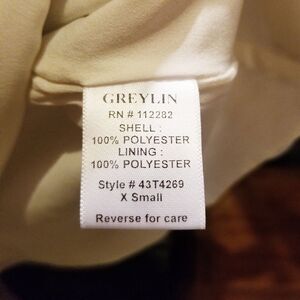 GREYLIN
RN # 112282
SHELL :
100% POLYESTER
LINING :
100% POLYESTER
Style # 43T4269
X Small
Reverse for care